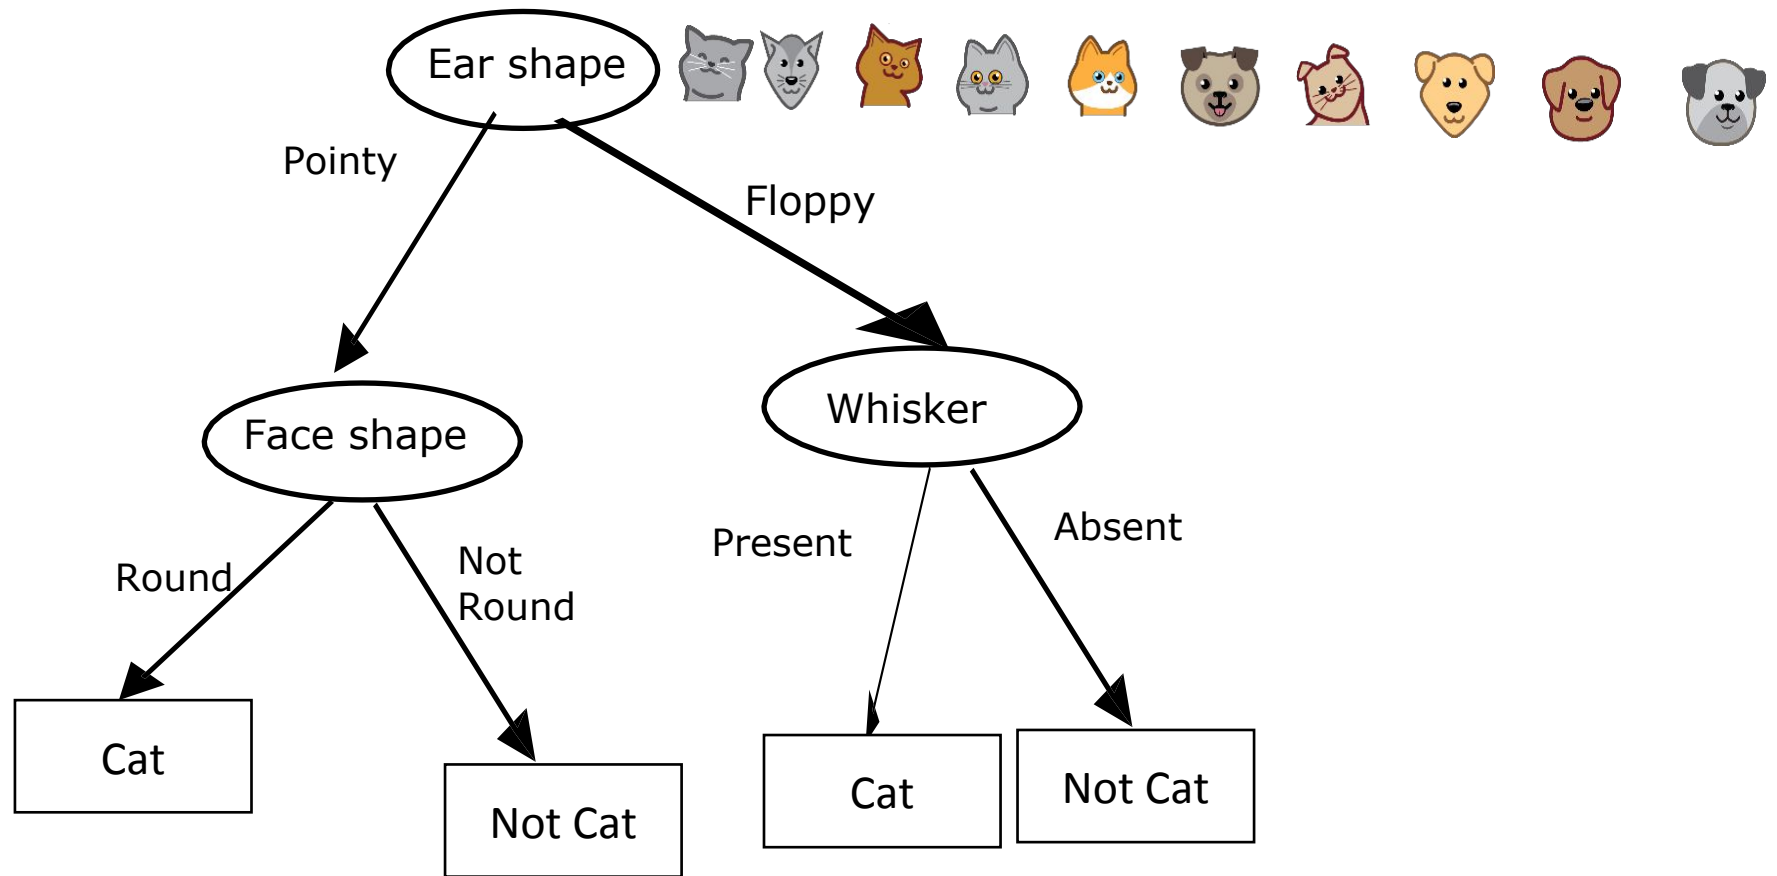 Ear shape
Pointy
Floppy
Face shape
Whisker
Round
Not
Round
Present
Absent
Cat
Not Cat
Cat
Not Cat